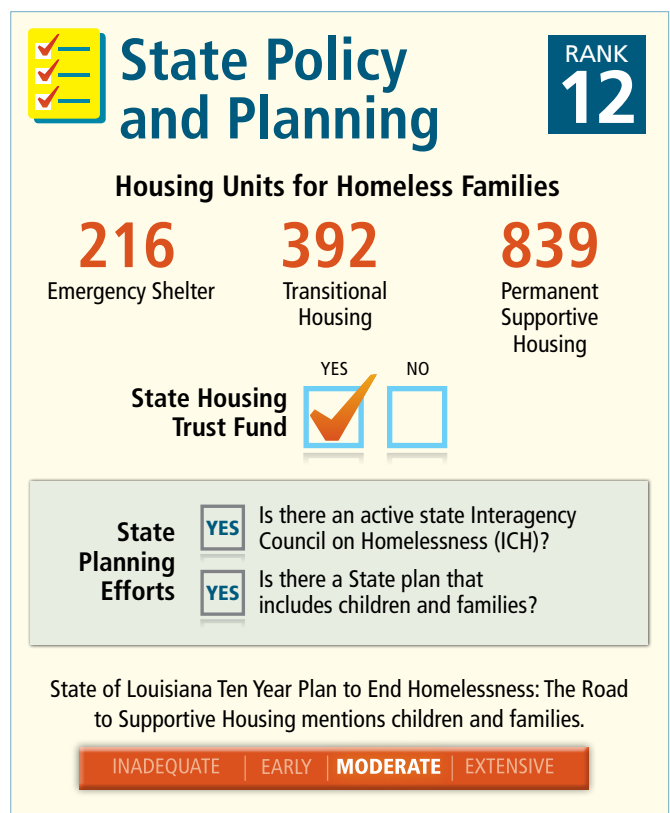 State Policy
and Planning
RANK
12
Housing Units for Homeless Families
216
Emergency Shelter
392
Transitional
Housing
839
Permanent
Supportive
Housing
State Housing
Trust Fund
YES
NO
State
Planning
Efforts
YES
Is there an active state Interagency
Council on Homelessness (ICH)?
YES
Is there a State plan that
includes children and families?
State of Louisiana Ten Year Plan to End Homelessness: The Road
to Supportive Housing mentions children and families.
INADEQUATE | EARLY | MODERATE | EXTENSIVE